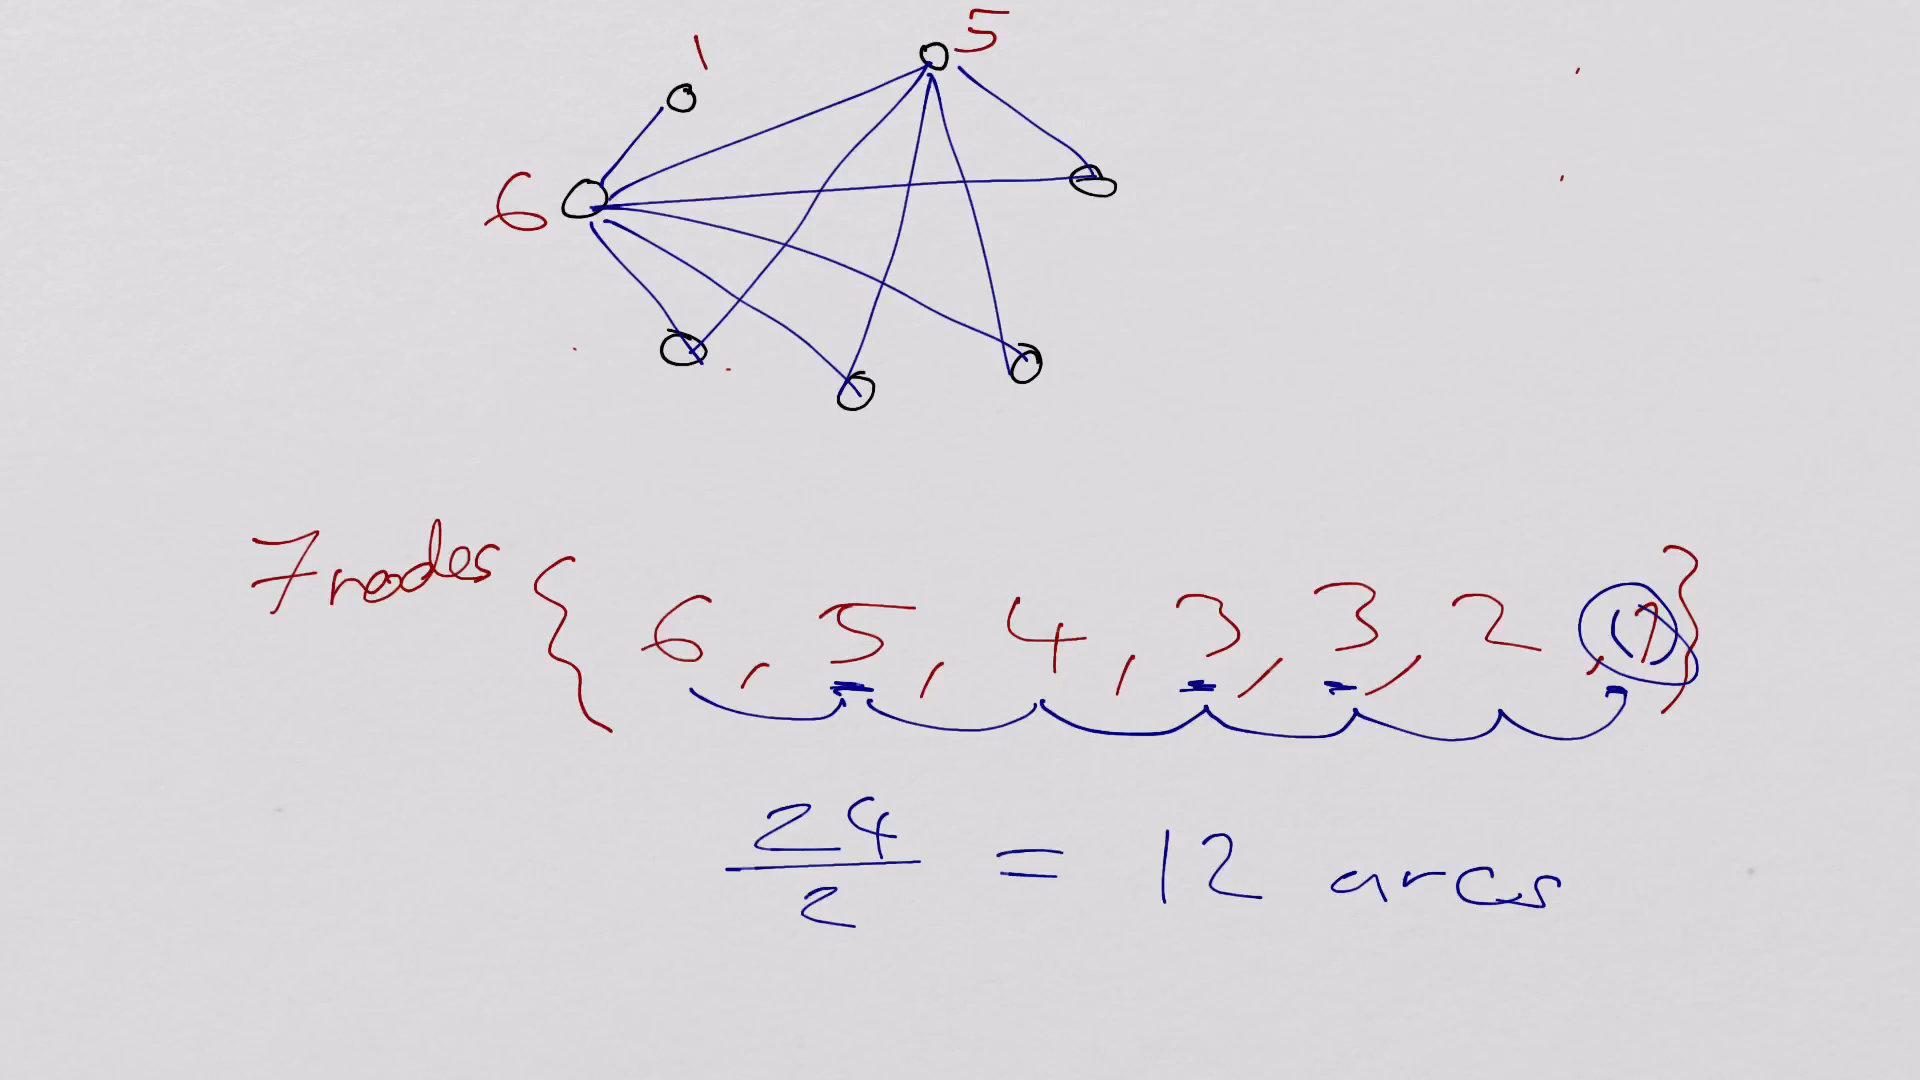 1
5
6
7 nodes { 6, 5, 4, 3, 3, 2, (1) }
24/2 = 12 arcs